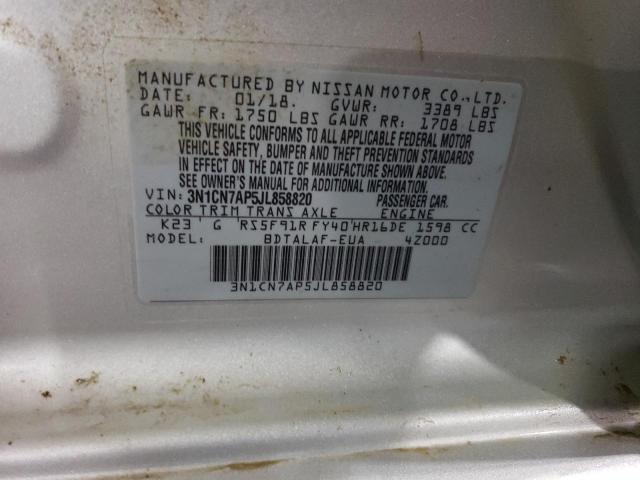 MANUFACTURED BY NISSAN MOTOR CO.,LTD.
DATE: 01/18. GVWR: 3389 LBS
GAWR FR: 1750 LBS GAWR RR: 1708 LBS
THIS VEHICLE CONFORMS TO ALL APPLICABLE FEDERAL MOTOR
VEHICLE SAFETY, BUMPER AND THEFT PREVENTION STANDARDS
IN EFFECT ON THE DATE OF MANUFACTURE SHOWN ABOVE.
SEE OWNER'S MANUAL FOR ADDITIONAL INFORMATION.
VIN: 3N1CN7AP5JL858820 PASSENGER CAR.
COLOR TRIM TRANS AXLE ENGINE
K23 G RS5F91R FY40 HR16DE 1598 CC
MODEL: BDTALAF-EUA 4Z000
3N1CN7AP5JL858820